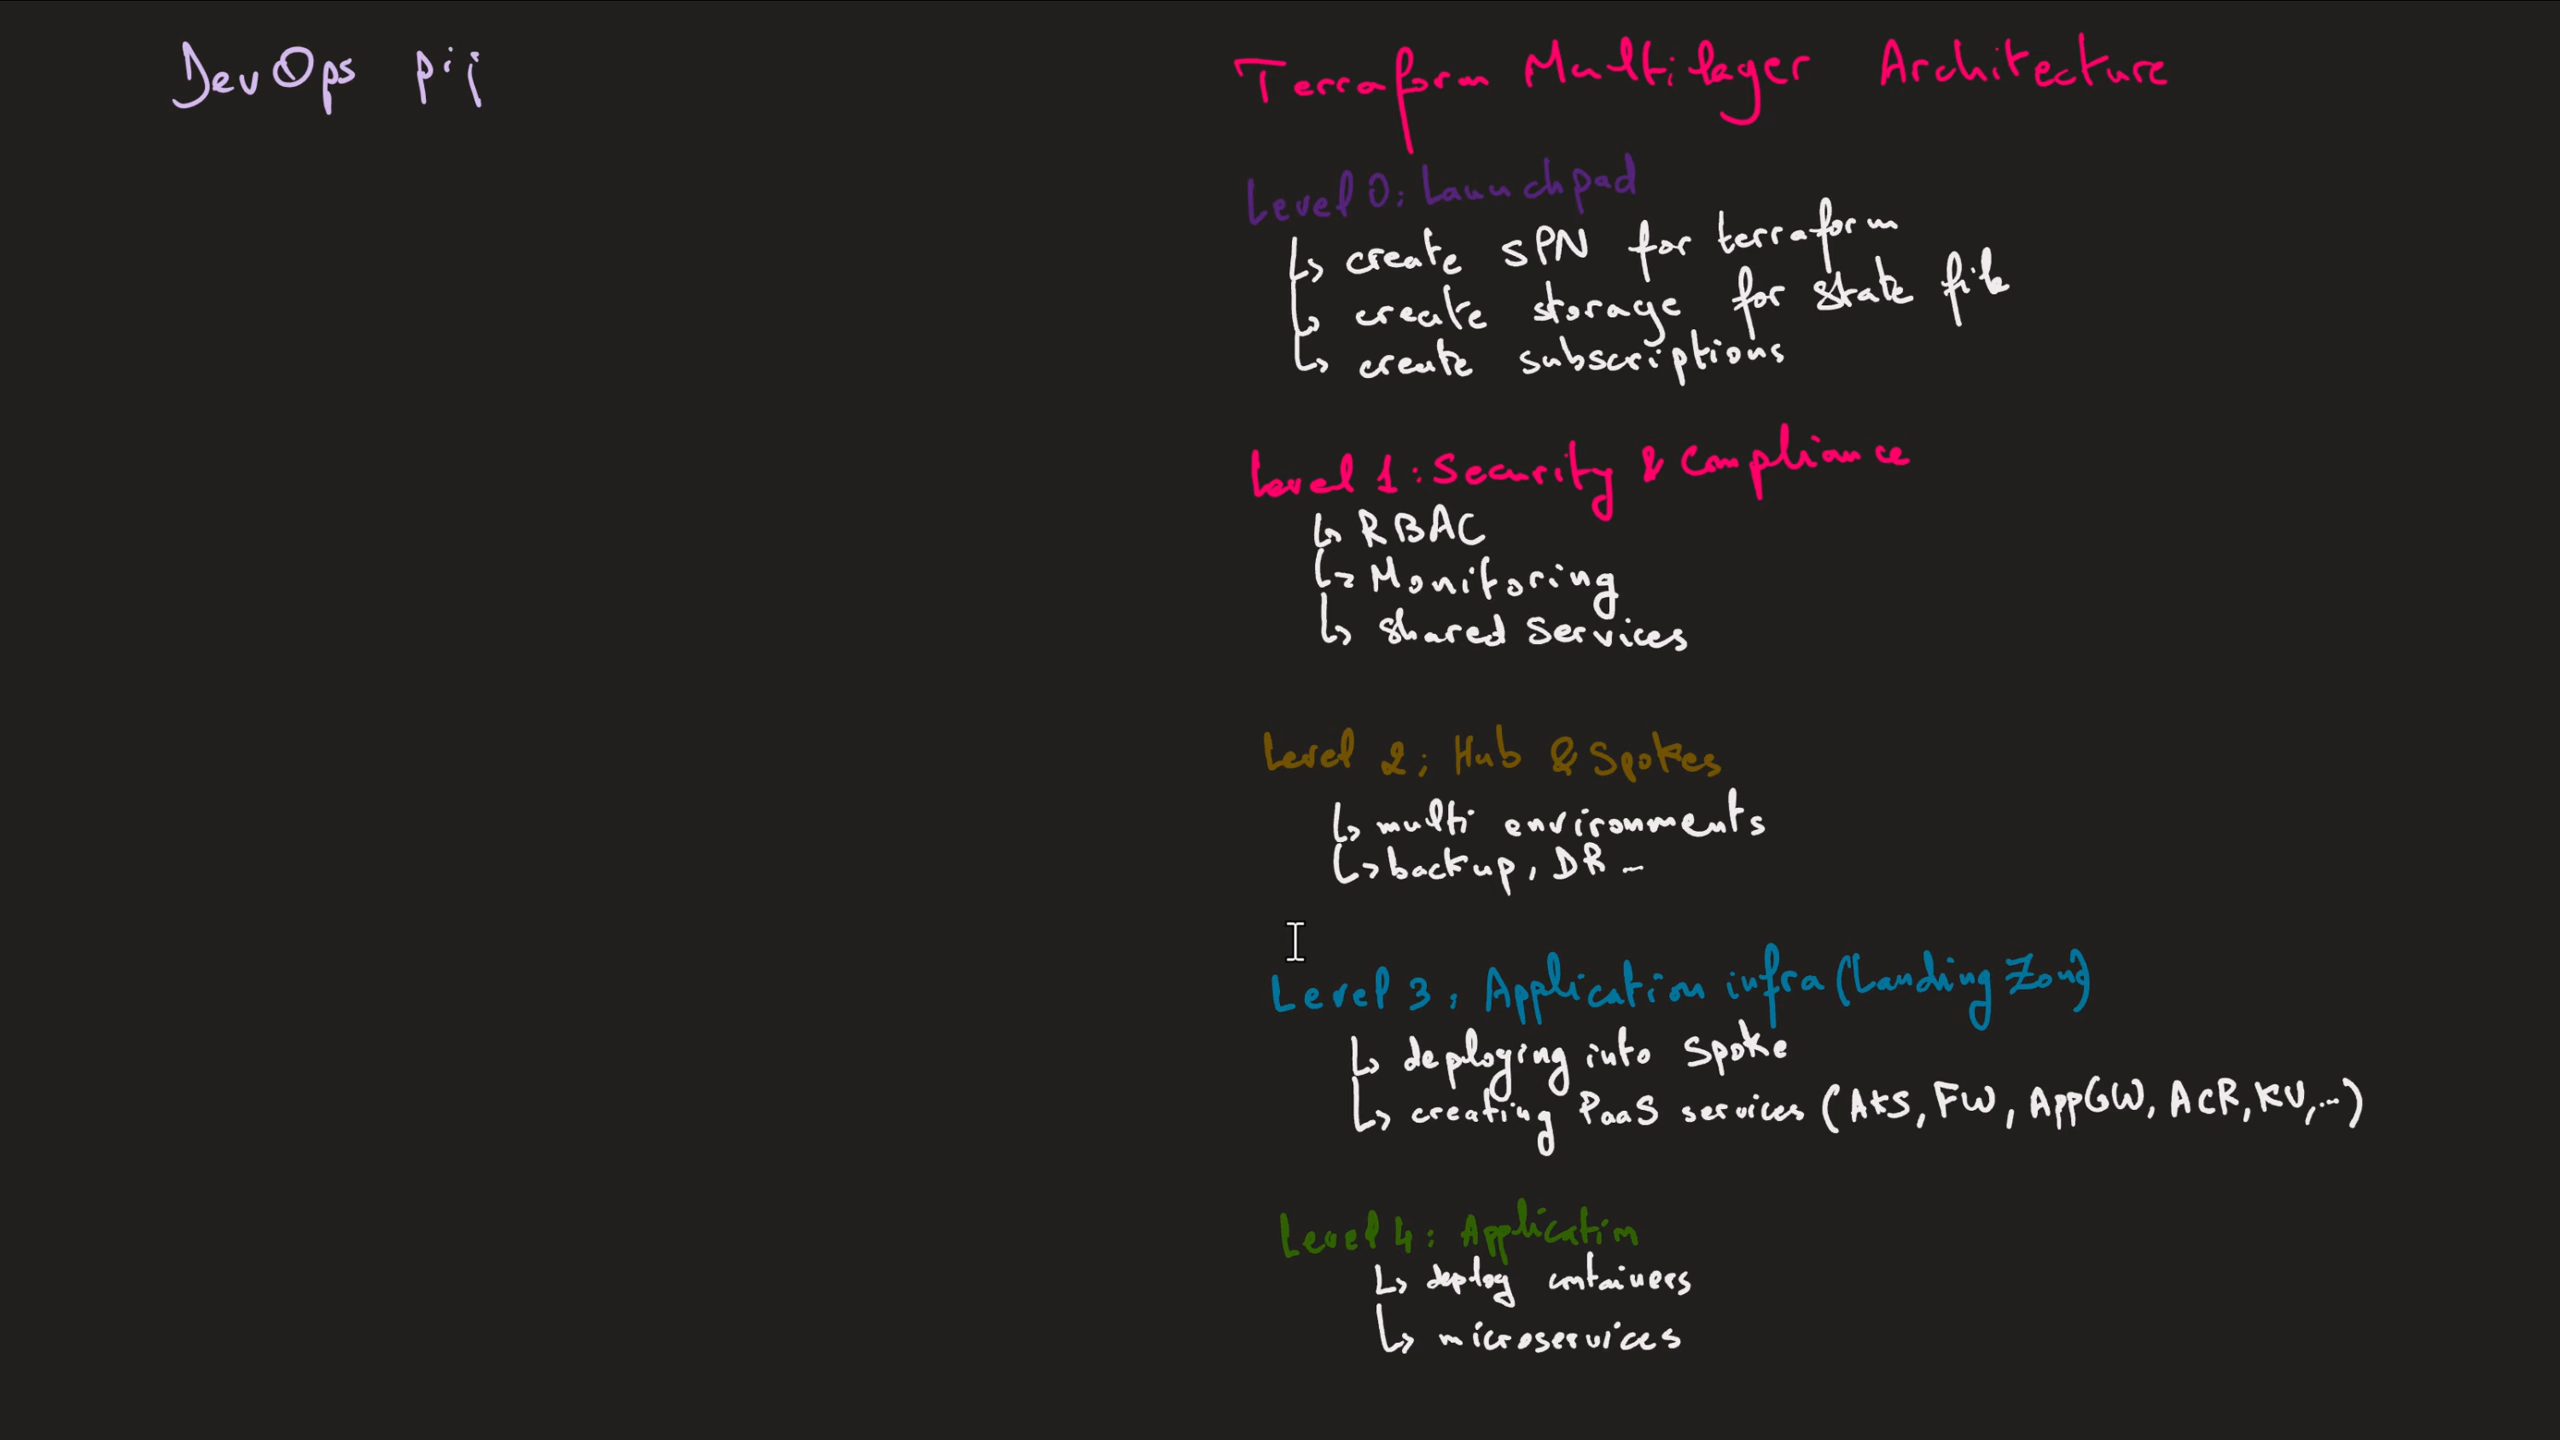 DevOps pij
Terraform Multilayer Architecture
Level 0: Launchpad
↳ create SPN for terraform
↳ create storage for state file
↳ create subscriptions
Level 1: Security & Compliance
↳ RBAC
↳ Monitoring
↳ shared services
Level 2: Hub & Spokes
↳ multi environments
↳ backup, DR ...
Level 3: Application infra (Landing Zone)
↳ deploying into Spoke
↳ creating PaaS services (AKS, FW, AppGW, ACR, KV,...)
Level 4: Application
↳ deploy containers
↳ microservices